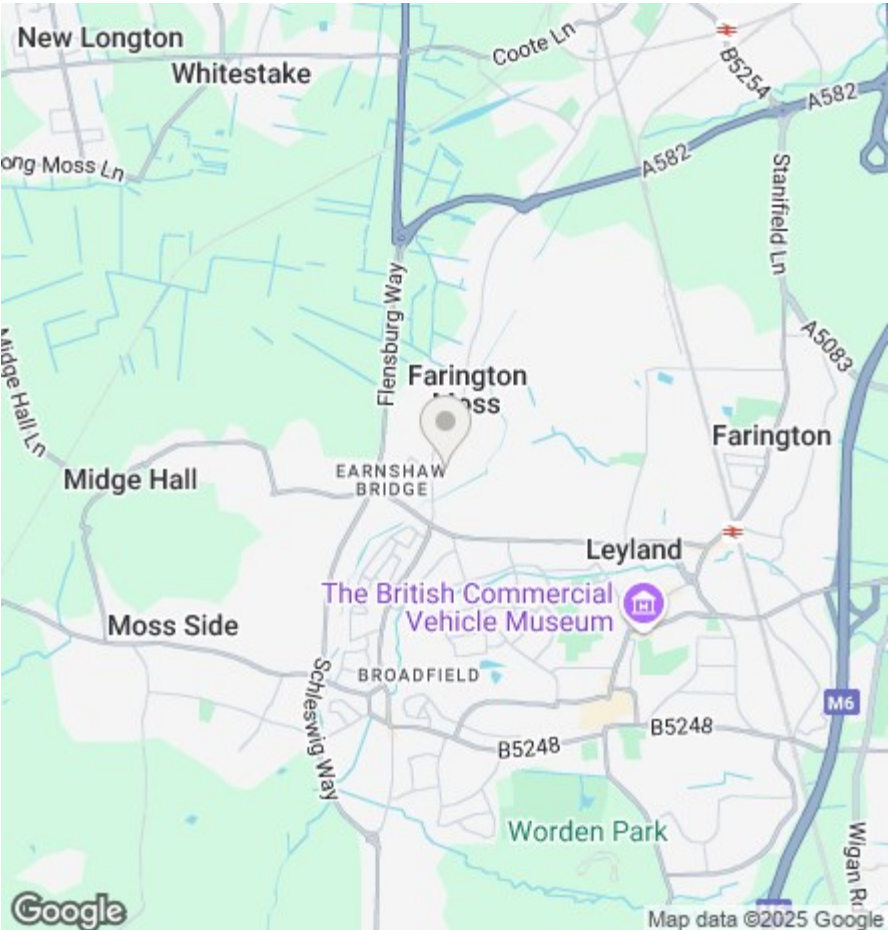 New Longton
Whitestake
Coote Ln
B5254
A582
ong Moss Ln
A582
Stanifield Ln
Flensburg Way
A5083
Midge Hall Ln
Farington
Moss
Farington
EARNSHAW
BRIDGE
Midge Hall
Leyland
The British Commercial
Vehicle Museum
Moss Side
BROADFIELD
Schleswig Way
M6
B5248
B5248
Worden Park
Wigan Rd
Google
Map data ©2025 Google